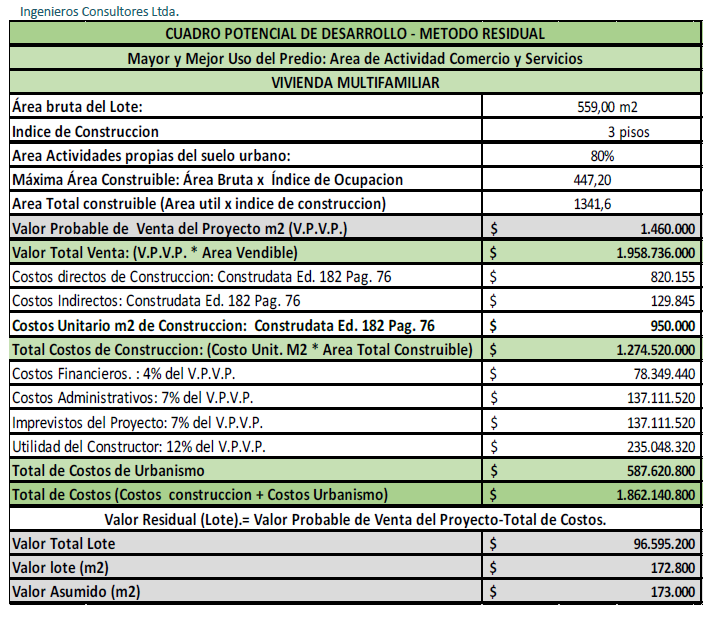 Ingenieros Consultores Ltda.
CUADRO POTENCIAL DE DESARROLLO - METODO RESIDUAL
Mayor y Mejor Uso del Predio: Area de Actividad Comercio y Servicios
VIVIENDA MULTIFAMILIAR
Área bruta del Lote: 559,00 m2
Indice de Construccion 3 pisos
Area Actividades propias del suelo urbano: 80%
Máxima Área Construible: Área Bruta x Índice de Ocupacion 447,20
Area Total construible (Area util x indice de construccion) 1341,6
Valor Probable de Venta del Proyecto m2 (V.P.V.P.) $ 1.460.000
Valor Total Venta: (V.P.V.P. * Area Vendible) $ 1.958.736.000
Costos directos de Construccion: Construdata Ed. 182 Pag. 76 $ 820.155
Costos Indirectos: Construdata Ed. 182 Pag. 76 $ 129.845
Costos Unitario m2 de Construccion: Construdata Ed. 182 Pag. 76 $ 950.000
Total Costos de Construccion: (Costo Unit. M2 * Area Total Construible) $ 1.274.520.000
Costos Financieros. : 4% del V.P.V.P. $ 78.349.440
Costos Administrativos: 7% del V.P.V.P. $ 137.111.520
Imprevistos del Proyecto: 7% del V.P.V.P. $ 137.111.520
Utilidad del Constructor: 12% del V.P.V.P. $ 235.048.320
Total de Costos de Urbanismo $ 587.620.800
Total de Costos (Costos construccion + Costos Urbanismo) $ 1.862.140.800
Valor Residual (Lote).= Valor Probable de Venta del Proyecto-Total de Costos.
Valor Total Lote $ 96.595.200
Valor lote (m2) $ 172.800
Valor Asumido (m2) $ 173.000